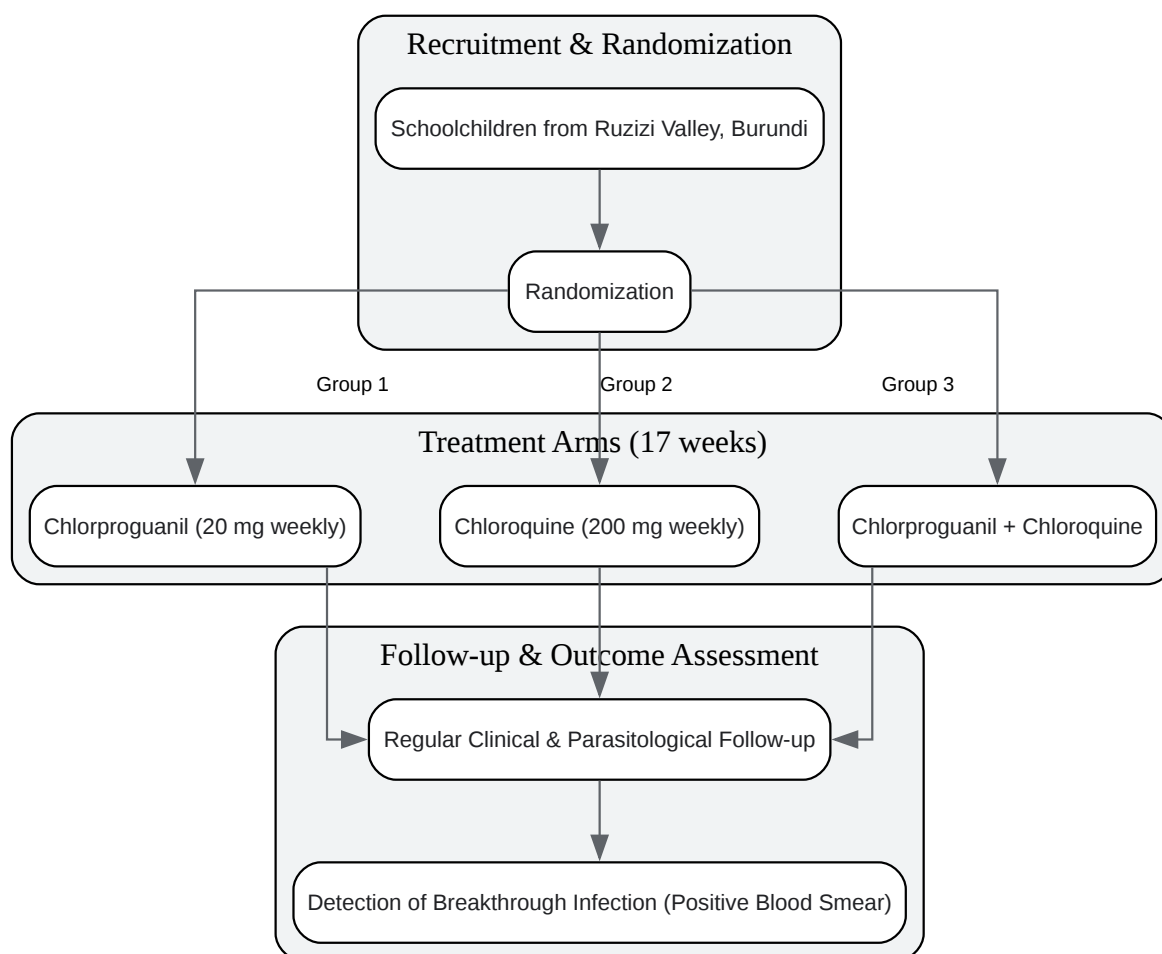 Recruitment & Randomization
Schoolchildren from Ruzizi Valley, Burundi
Randomization
Group 1
Group 2
Group 3
Treatment Arms (17 weeks)
Chlorproguanil (20 mg weekly)
Chloroquine (200 mg weekly)
Chlorproguanil + Chloroquine
Follow-up & Outcome Assessment
Regular Clinical & Parasitological Follow-up
Detection of Breakthrough Infection (Positive Blood Smear)